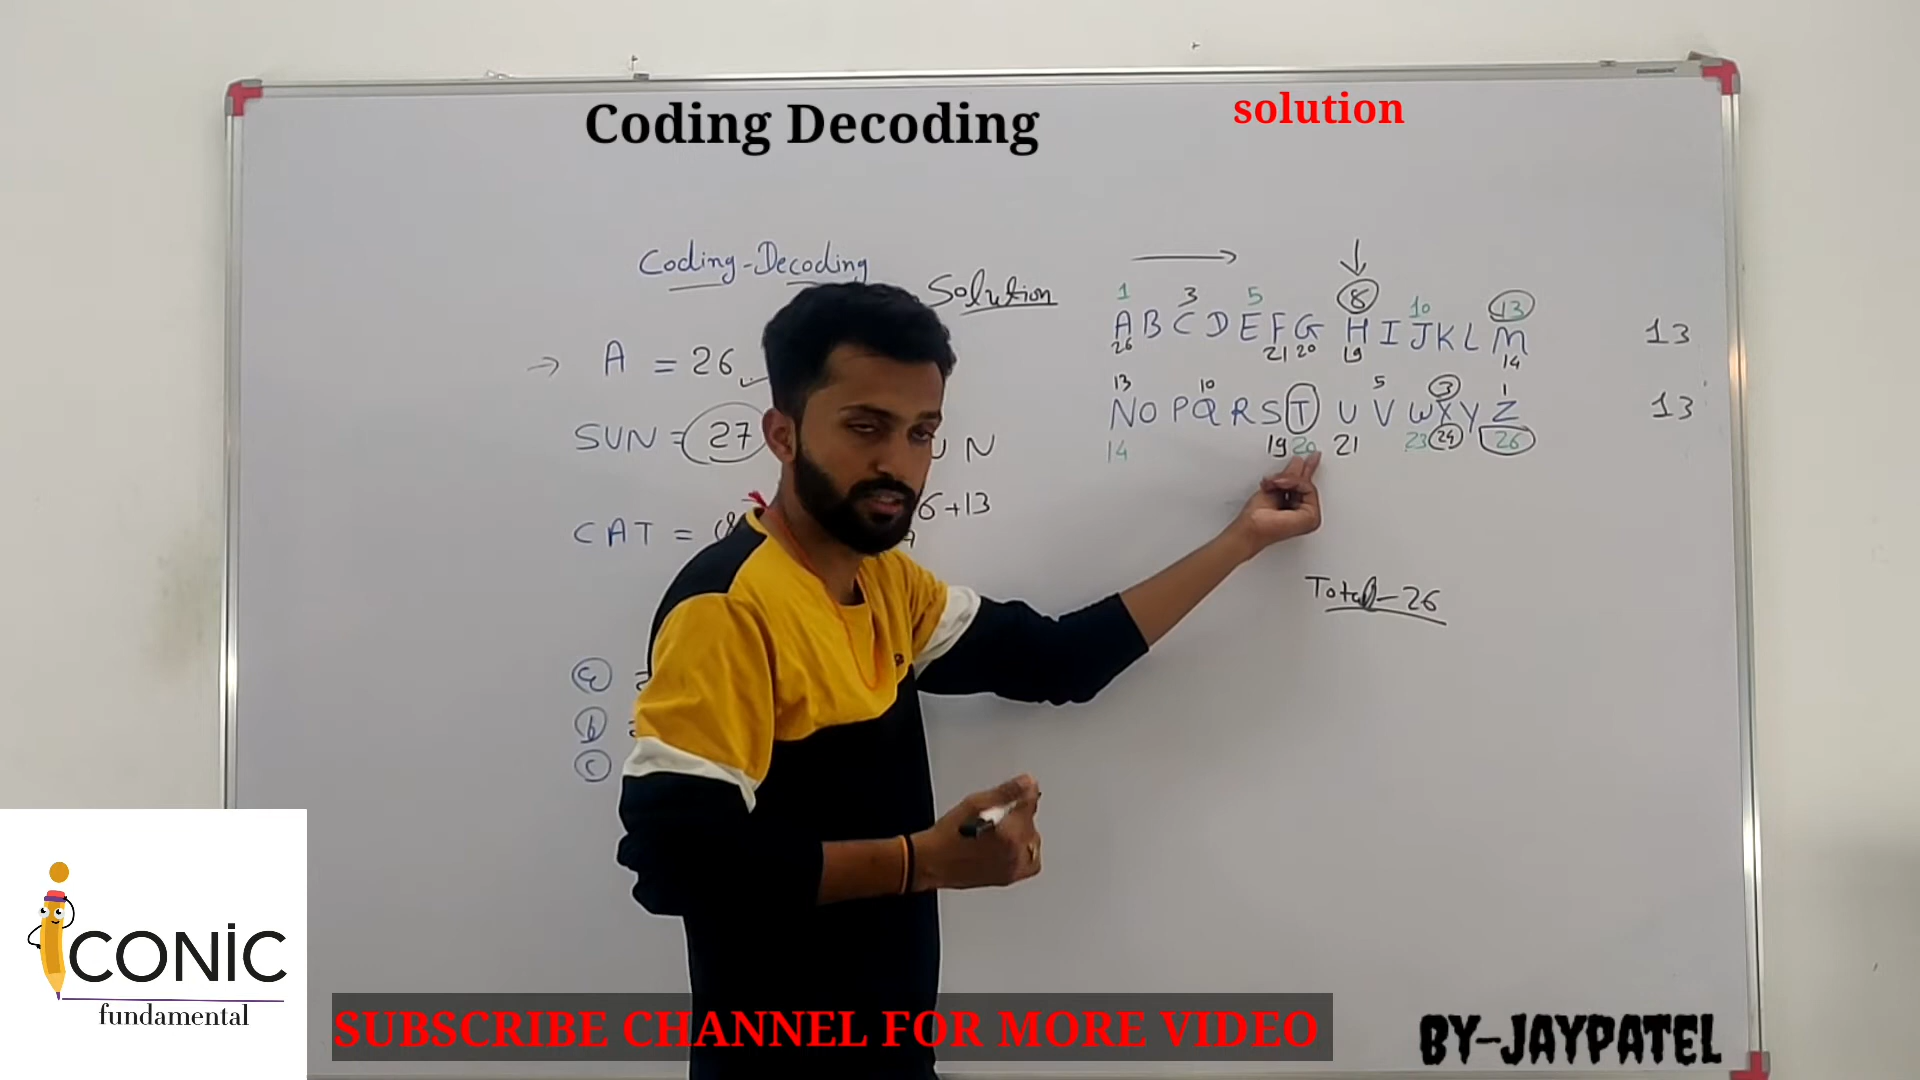 Coding Decoding
solution
Coding-Decoding
Solution
→ A = 26
SUN = 27
U N
6+13
CAT =
a
b
c
1 3 5 8 10 13
A B C D E F G H I J K L M 13
26 21 20 19 14
13 10 5 3 1
N O P Q R S T U V W X Y Z 13
14 19 20 21 23 24 26
Total-26
iCONiC
fundamental
SUBSCRIBE CHANNEL FOR MORE VIDEO
BY-JAYPATEL